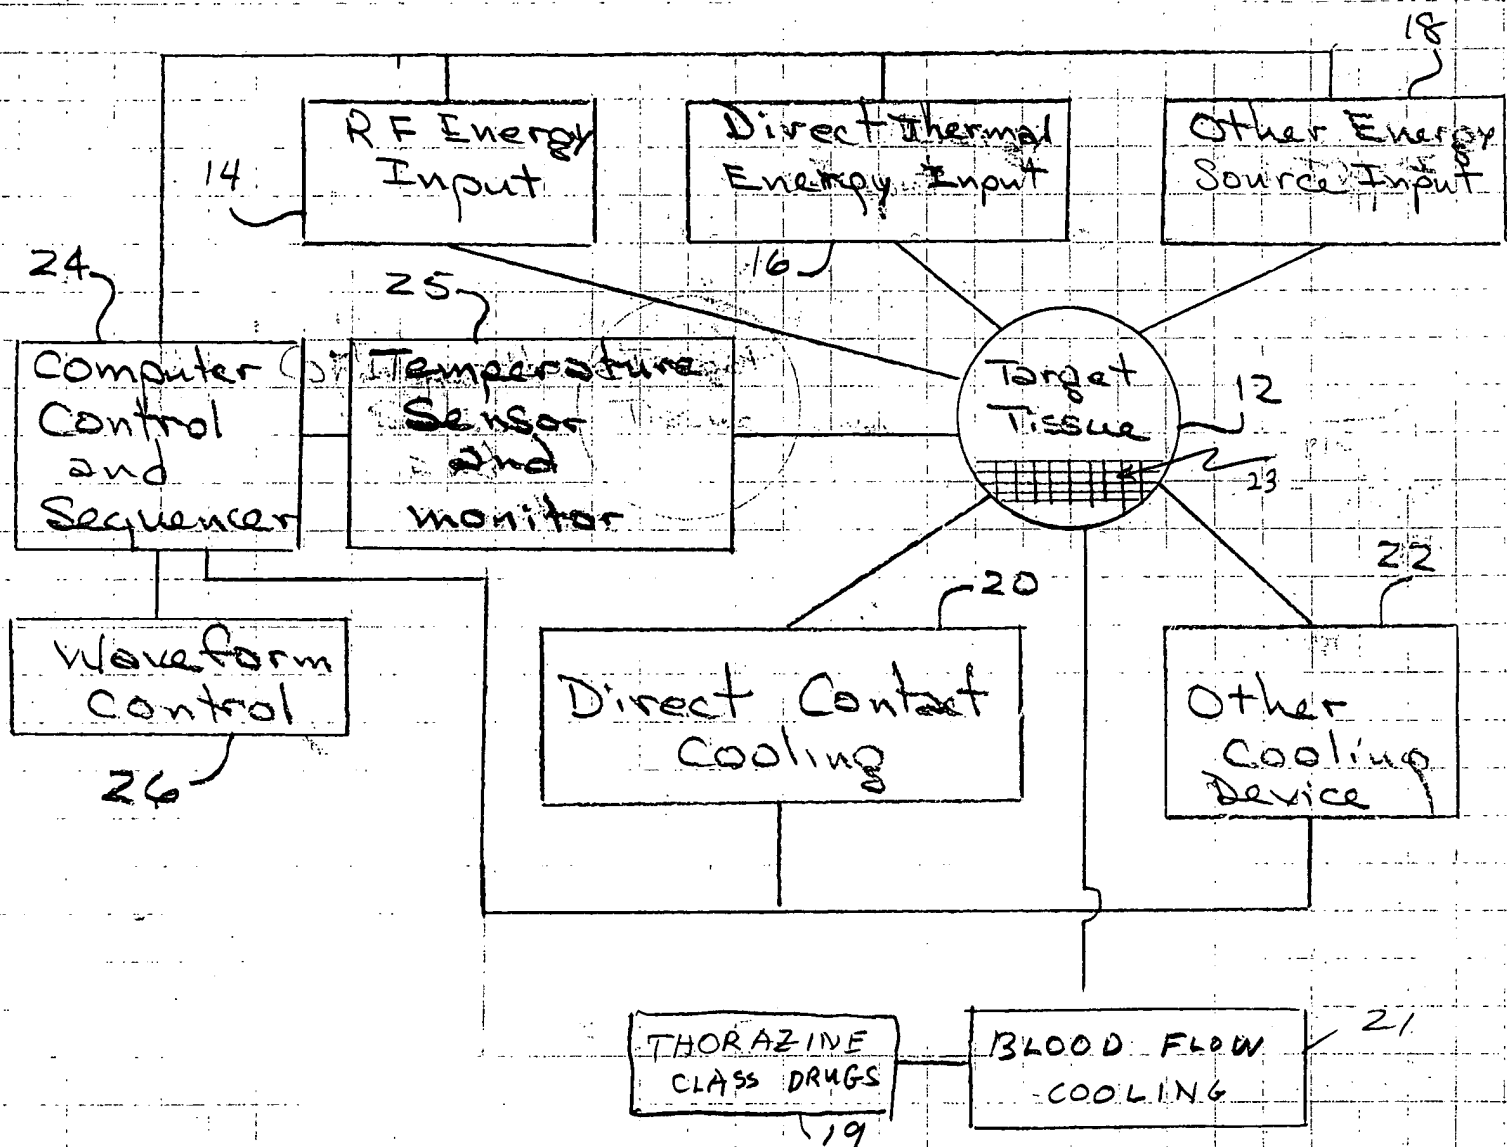 18
RF Energy
Input
14
Direct Thermal
Energy Input
16
Other Energy
Source Input
24
25
Computer
Control
and
Sequencer
Temperature
Sensor
and
monitor
Target
Tissue
12
23
20
22
Waveform
Control
26
Direct Contact
Cooling
Other
Cooling
Device
THORAZINE
CLASS DRUGS
19
BLOOD FLOW
COOLING
21